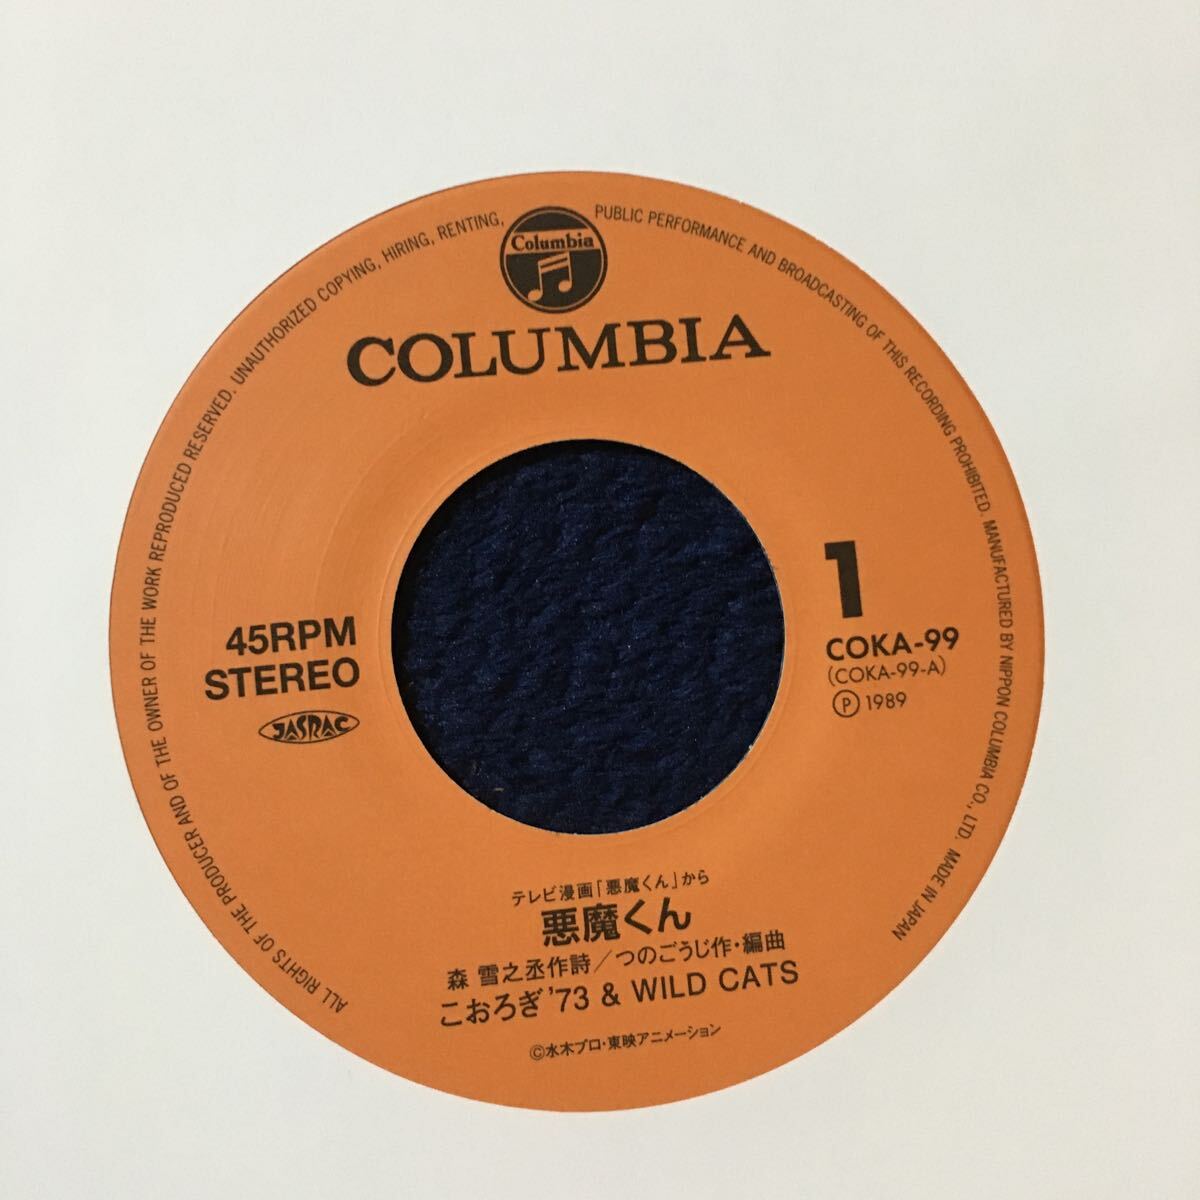 ALL RIGHTS OF THE PRODUCER AND OF THE OWNER OF THE WORK REPRODUCED RESERVED. UNAUTHORIZED COPYING, HIRING, RENTING, PUBLIC PERFORMANCE AND BROADCASTING OF THIS RECORDING PROHIBITED. MANUFACTURED BY NIPPON COLUMBIA CO., LTD. MADE IN JAPAN
Columbia
COLUMBIA
45RPM
STEREO
JASRAC
1
COKA-99
(COKA-99-A)
Ⓟ 1989
テレビ漫画「悪魔くん」から
悪魔くん
森 雪之丞作詩/つのごうじ作・編曲
こおろぎ'73 & WILD CATS
©水木プロ・東映アニメーション